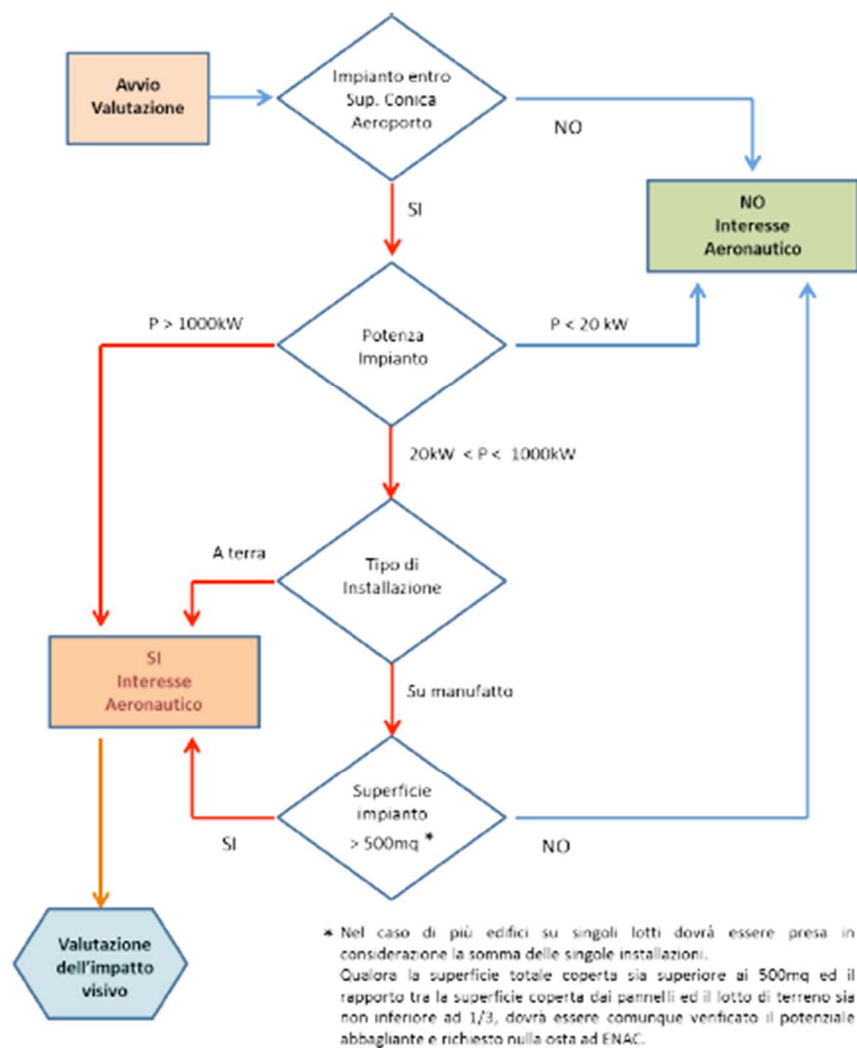 Avvio
Valutazione
Impianto entro
Sup. Conica
Aeroporto
NO
SI
NO
Interesse
Aeronautico
P > 1000kW
Potenza
Impianto
P < 20 kW
20kW < P < 1000kW
A terra
Tipo di
Installazione
SI
Interesse
Aeronautico
Su manufatto
Superficie
impianto
> 500mq *
SI
NO
Valutazione
dell'impatto
visivo
* Nel caso di più edifici su singoli lotti dovrà essere presa in
considerazione la somma delle singole installazioni.
Qualora la superficie totale coperta sia superiore ai 500mq ed il
rapporto tra la superficie coperta dai pannelli ed il lotto di terreno sia
non inferiore ad 1/3, dovrà essere comunque verificato il potenziale
abbagliante e richiesto nulla osta ad ENAC.